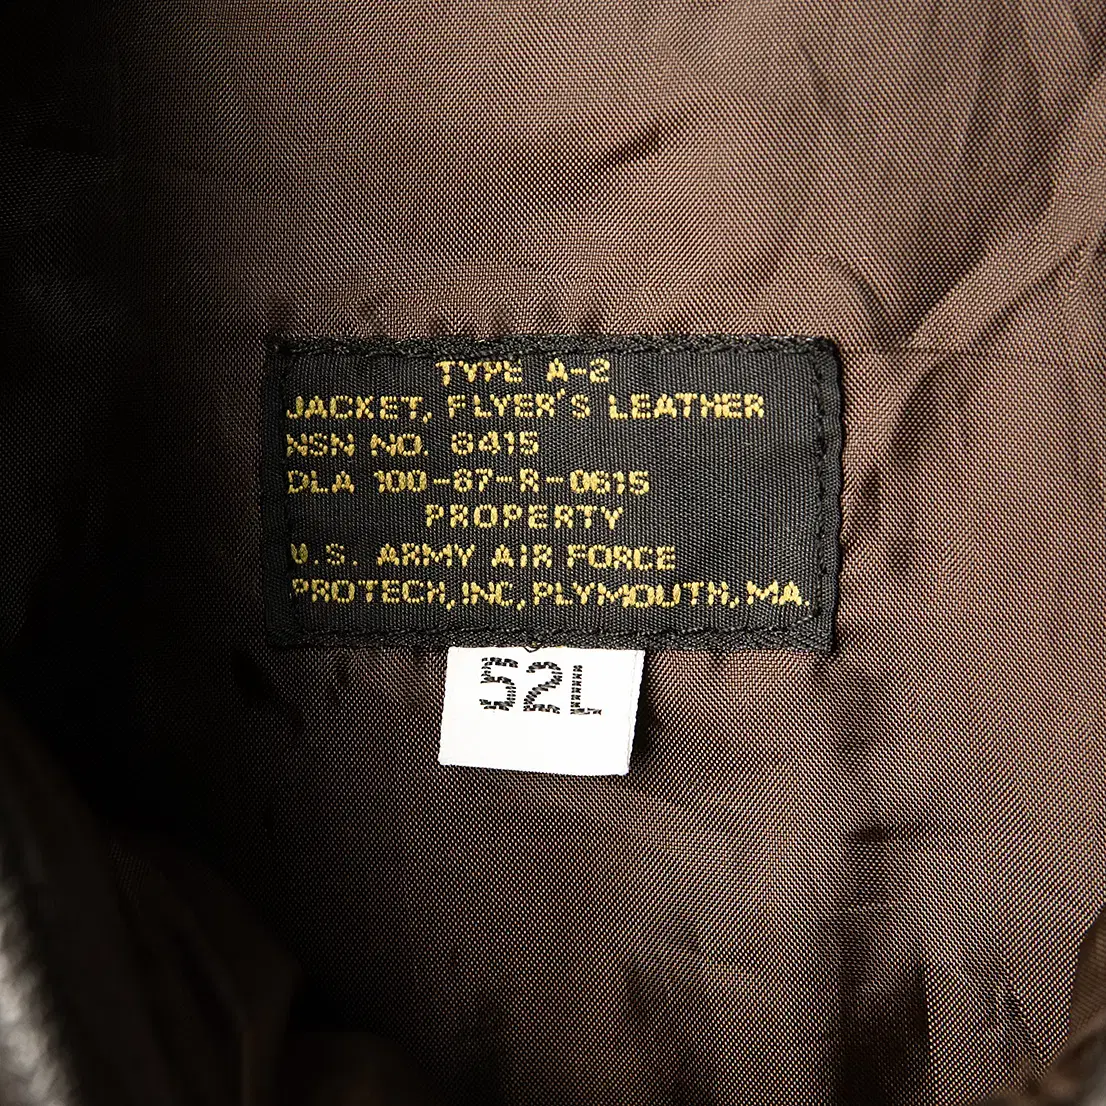 TYPE A-2
JACKET, FLYER'S LEATHER
NSN NO. 8415
DLA 100-87-R-0615
PROPERTY
U.S. ARMY AIR FORCE
PROTECH,INC,PLYMOUTH,MA.
52L